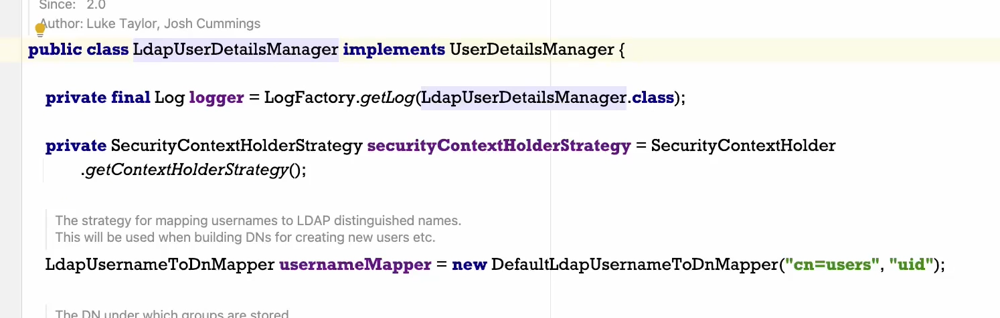 Since:   2.0
Author: Luke Taylor, Josh Cummings
public class LdapUserDetailsManager implements UserDetailsManager {
private final Log logger = LogFactory.getLog(LdapUserDetailsManager.class);
private SecurityContextHolderStrategy securityContextHolderStrategy = SecurityContextHolder
.getContextHolderStrategy();
The strategy for mapping usernames to LDAP distinguished names.
This will be used when building DNs for creating new users etc.
LdapUsernameToDnMapper usernameMapper = new DefaultLdapUsernameToDnMapper("cn=users", "uid");
The DN under which groups are stored